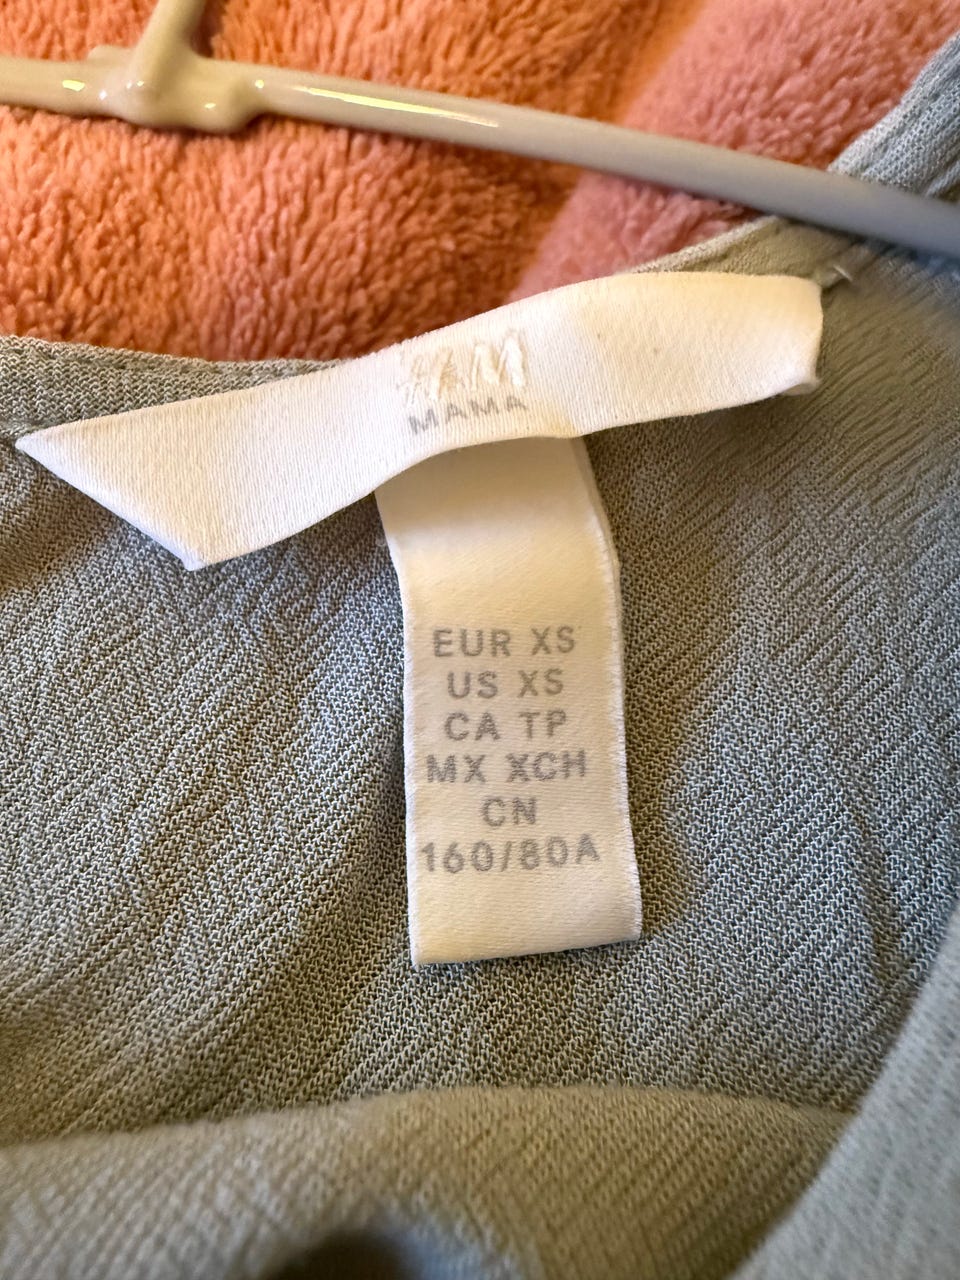 H&M
MAMA
EUR XS
US XS
CA TP
MX XCH
CN
160/80A